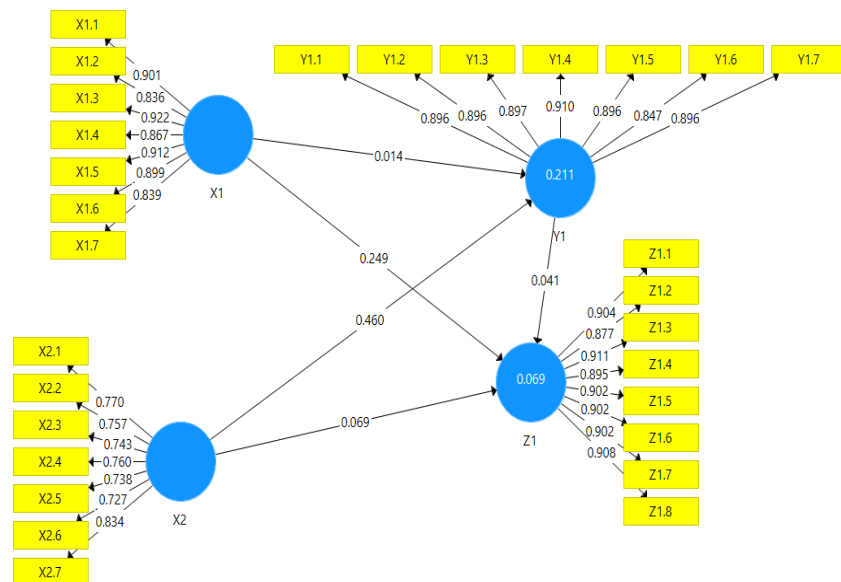 X1.1
X1.2
X1.3
X1.4
X1.5
X1.6
X1.7
0.901
0.836
0.922
0.867
0.912
0.899
0.839
X1
Y1.1
Y1.2
Y1.3
Y1.4
Y1.5
Y1.6
Y1.7
0.896
0.896
0.897
0.910
0.896
0.847
0.896
0.014
0.211
Y1
0.249
0.041
0.460
Z1.1
Z1.2
Z1.3
Z1.4
Z1.5
Z1.6
Z1.7
Z1.8
0.904
0.877
0.911
0.895
0.902
0.902
0.902
0.908
0.069
Z1
X2.1
X2.2
X2.3
X2.4
X2.5
X2.6
X2.7
0.770
0.757
0.743
0.760
0.738
0.727
0.834
0.069
X2